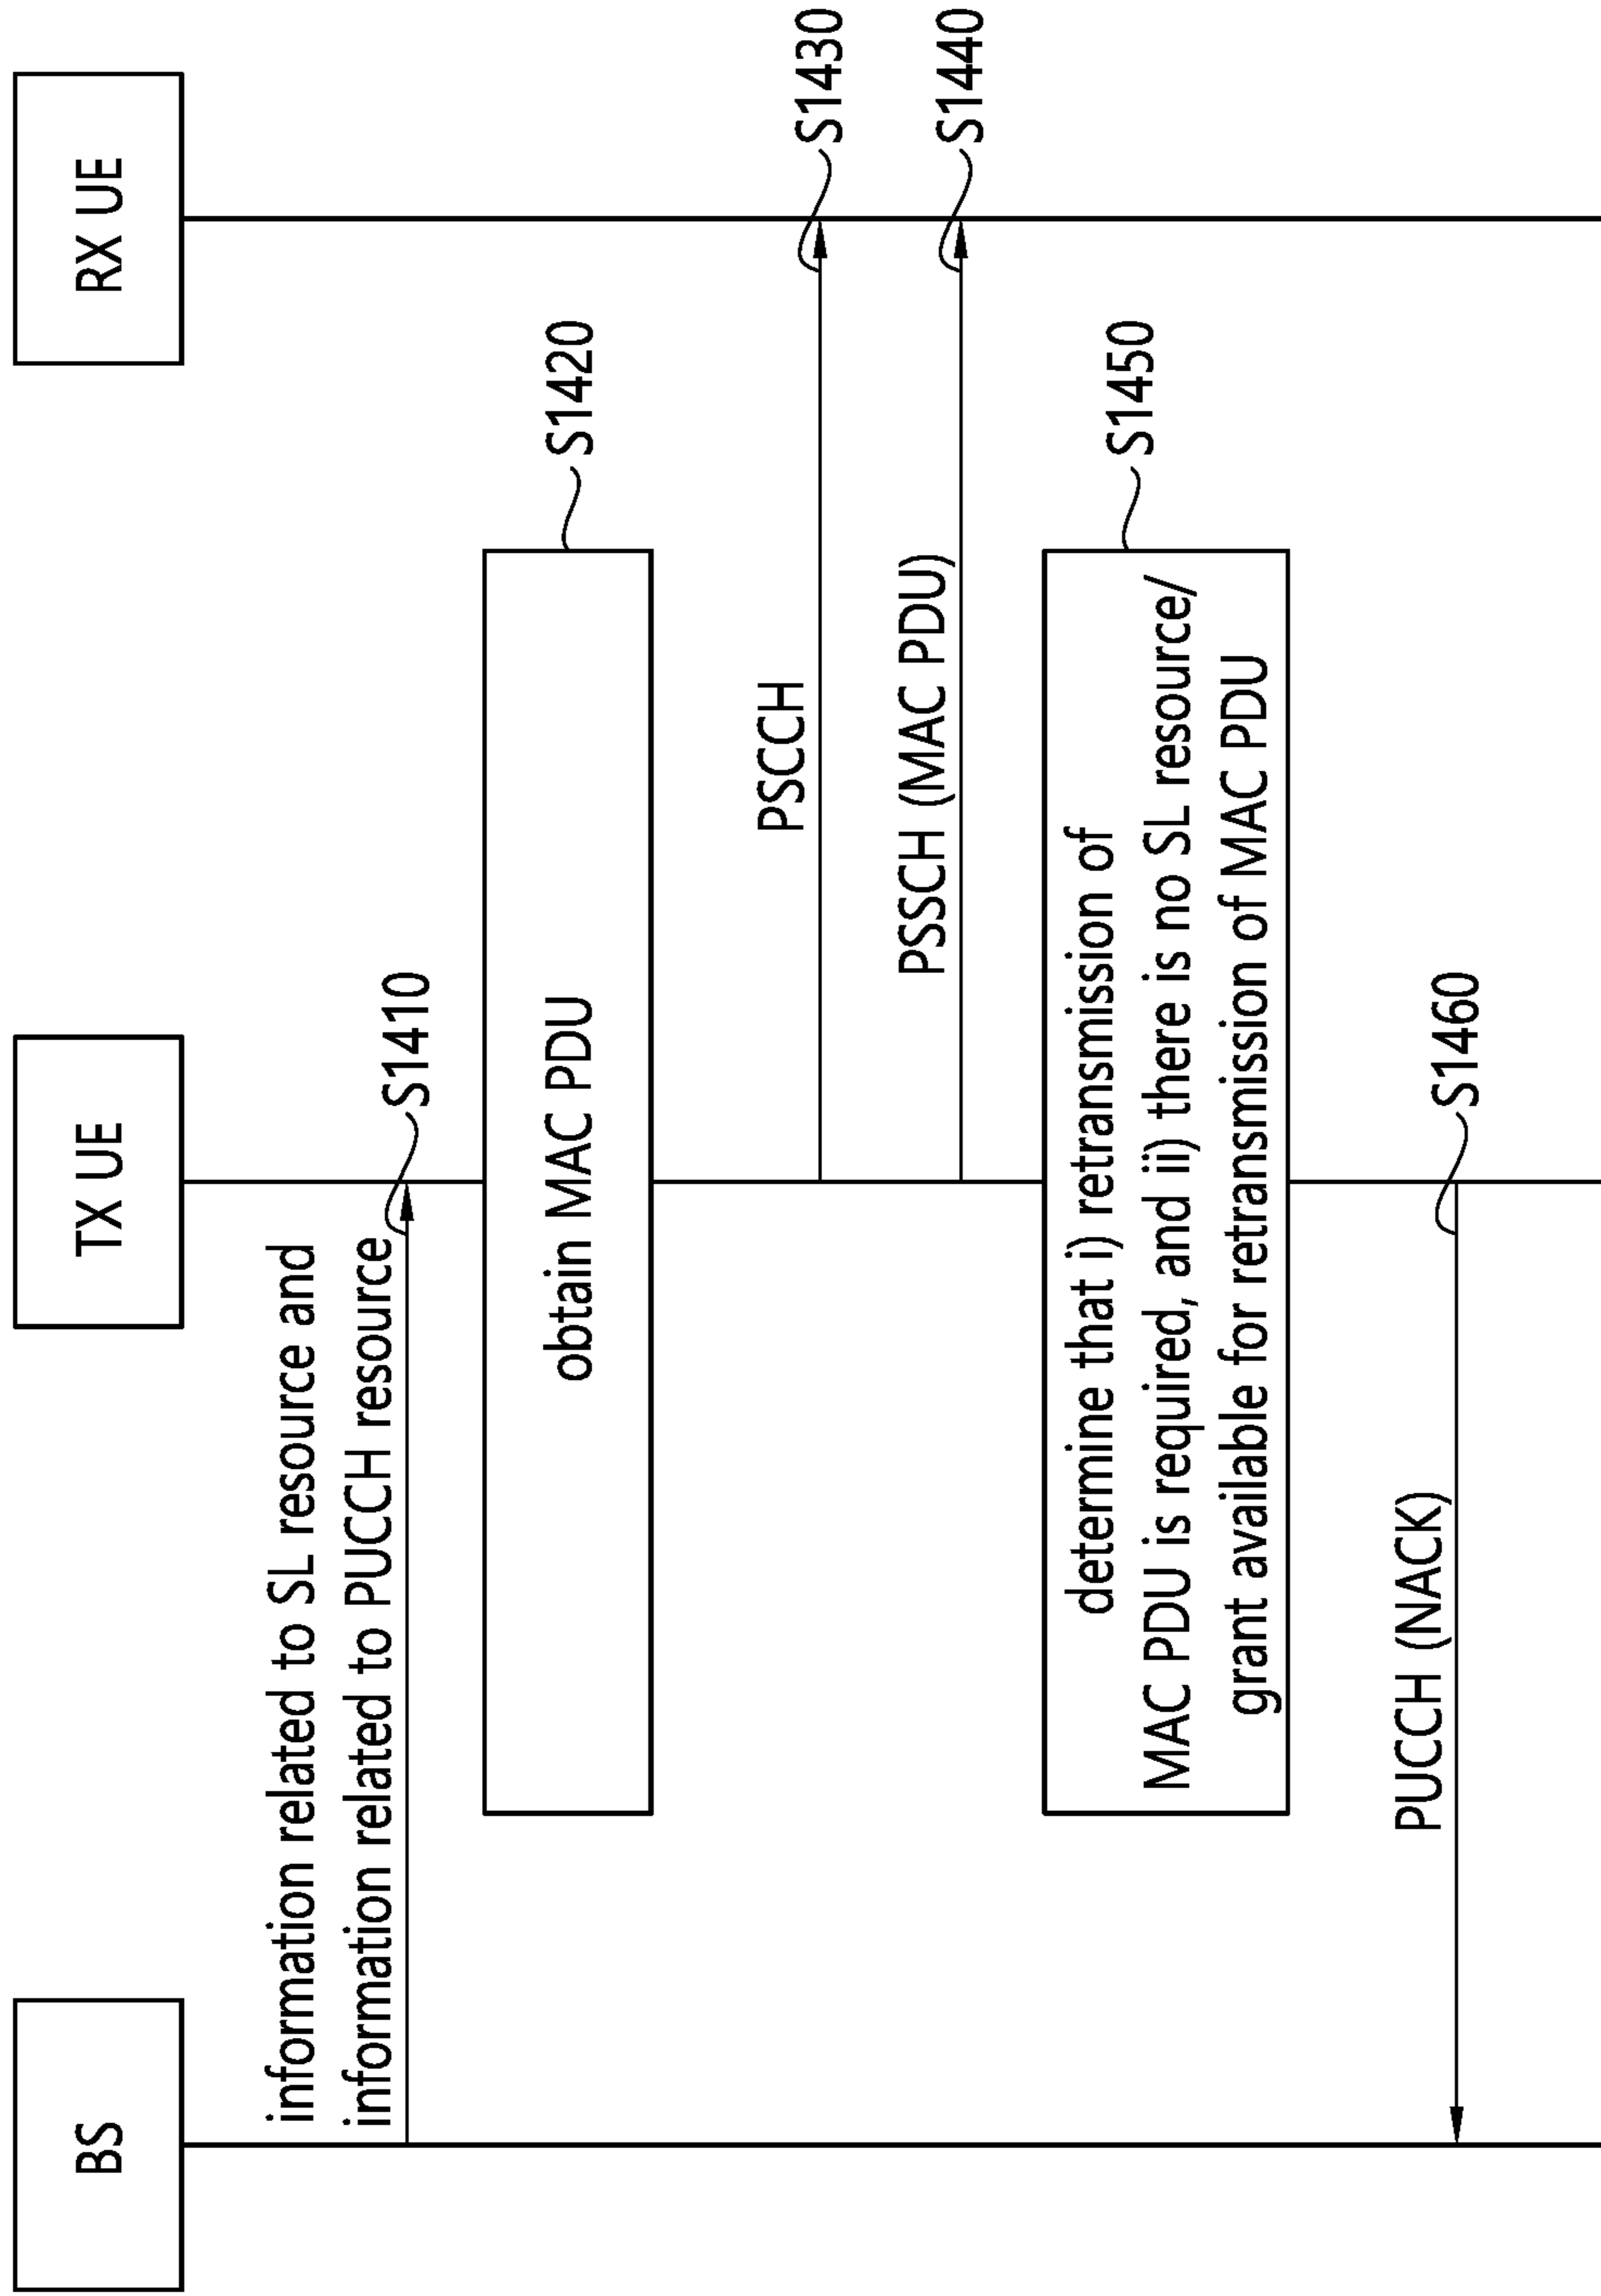 BS
TX UE
RX UE
information related to SL resource and
information related to PUCCH resource
S1410
obtain MAC PDU
S1420
PSCCH
S1430
PSSCH (MAC PDU)
S1440
determine that i) retransmission of
MAC PDU is required, and ii) there is no SL resource/
grant available for retransmission of MAC PDU
S1450
PUCCH (NACK)
S1460